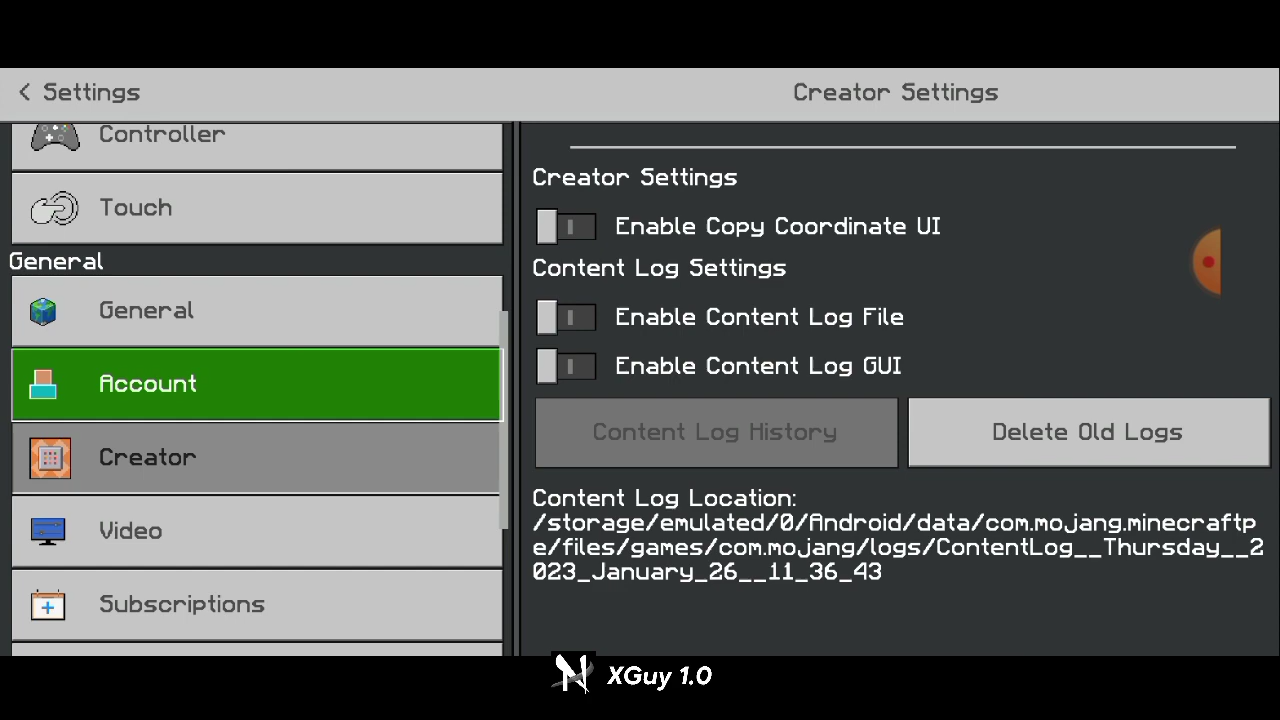 < Settings
Creator Settings
Controller
Touch
General
General
Account
Creator
Video
Subscriptions
Creator Settings
Enable Copy Coordinate UI
Content Log Settings
Enable Content Log File
Enable Content Log GUI
Content Log History
Delete Old Logs
Content Log Location:
/storage/emulated/0/Android/data/com.mojang.minecraftp
e/files/games/com.mojang/logs/ContentLog__Thursday__2
023_January_26__11_36_43
XGuy 1.0